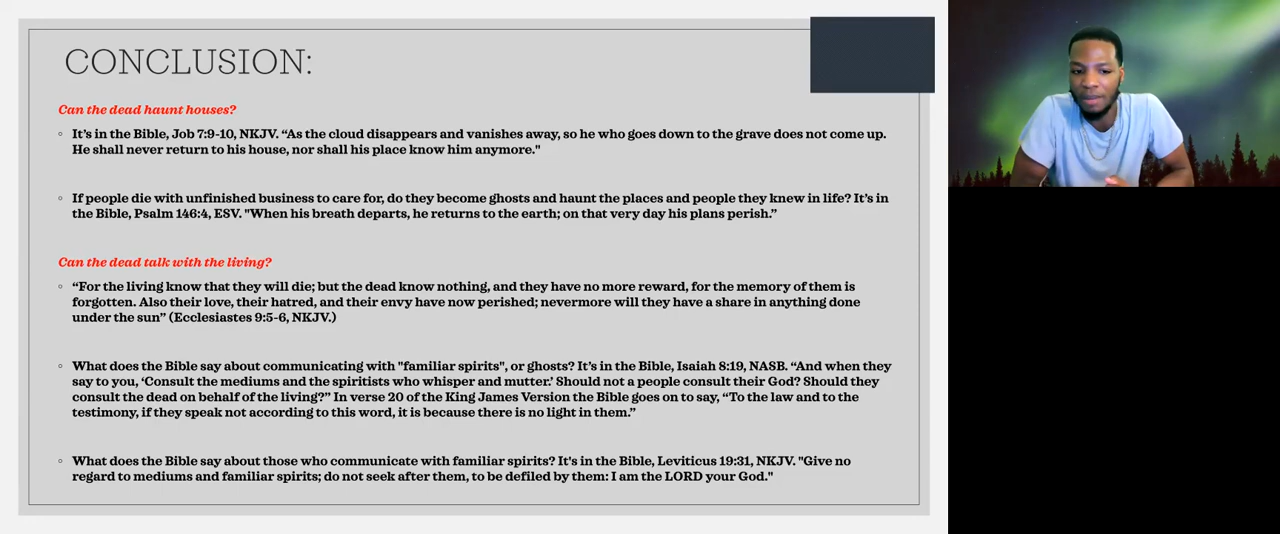 CONCLUSION:
Can the dead haunt houses?
It's in the Bible, Job 7:9-10, NKJV. “As the cloud disappears and vanishes away, so he who goes down to the grave does not come up.
He shall never return to his house, nor shall his place know him anymore."
If people die with unfinished business to care for, do they become ghosts and haunt the places and people they knew in life? It’s in
the Bible, Psalm 146:4, ESV. "When his breath departs, he returns to the earth; on that very day his plans perish.”
Can the dead talk with the living?
“For the living know that they will die; but the dead know nothing, and they have no more reward, for the memory of them is
forgotten. Also their love, their hatred, and their envy have now perished; nevermore will they have a share in anything done
under the sun” (Ecclesiastes 9:5-6, NKJV.)
What does the Bible say about communicating with "familiar spirits", or ghosts? It’s in the Bible, Isaiah 8:19, NASB. “And when they
say to you, ‘Consult the mediums and the spiritists who whisper and mutter.’ Should not a people consult their God? Should they
consult the dead on behalf of the living?” In verse 20 of the King James Version the Bible goes on to say, “To the law and to the
testimony, if they speak not according to this word, it is because there is no light in them.”
What does the Bible say about those who communicate with familiar spirits? It's in the Bible, Leviticus 19:31, NKJV. "Give no
regard to mediums and familiar spirits; do not seek after them, to be defiled by them: I am the LORD your God."